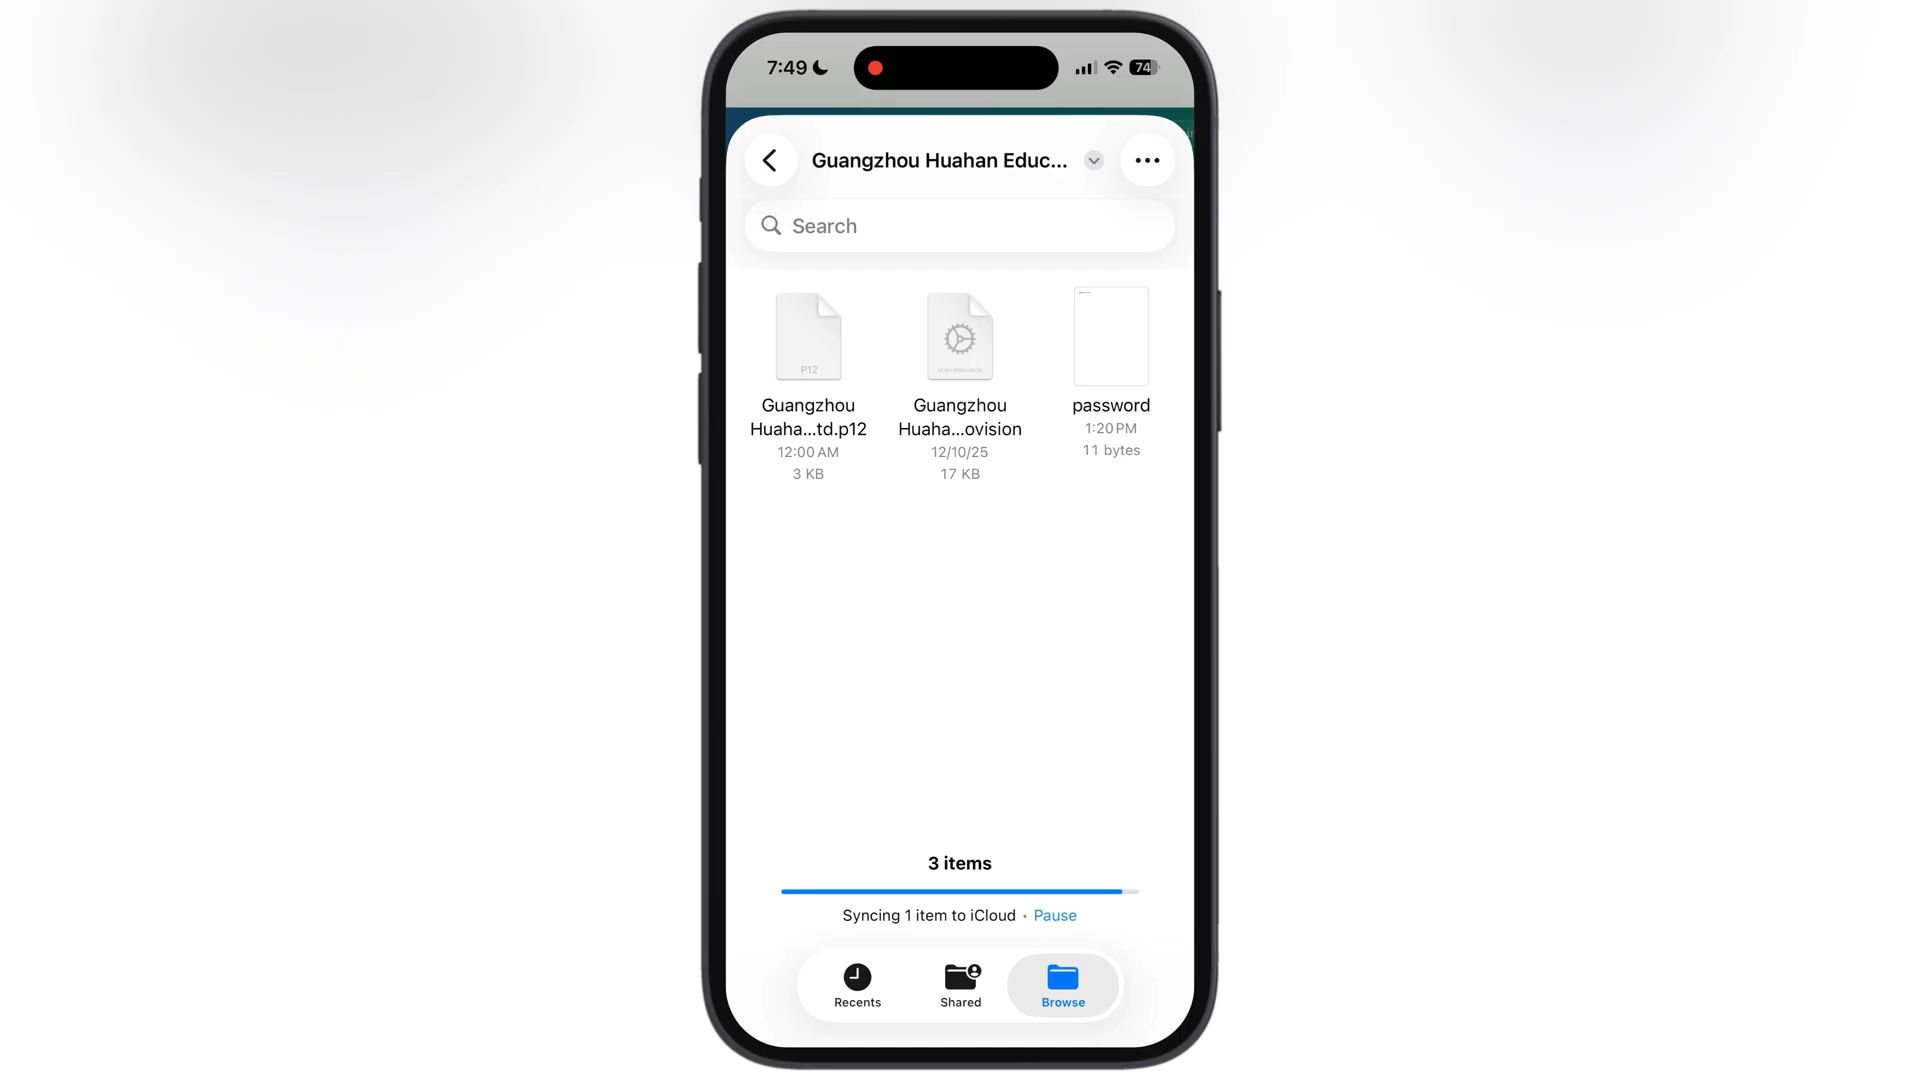 7:49
74
Guangzhou Huahan Educ...
Search
P12
MOBILEPROVISION
Guangzhou
Huaha...td.p12
12:00 AM
3 KB
Guangzhou
Huaha...ovision
12/10/25
17 KB
password
1:20 PM
11 bytes
3 items
Syncing 1 item to iCloud • Pause
Recents
Shared
Browse